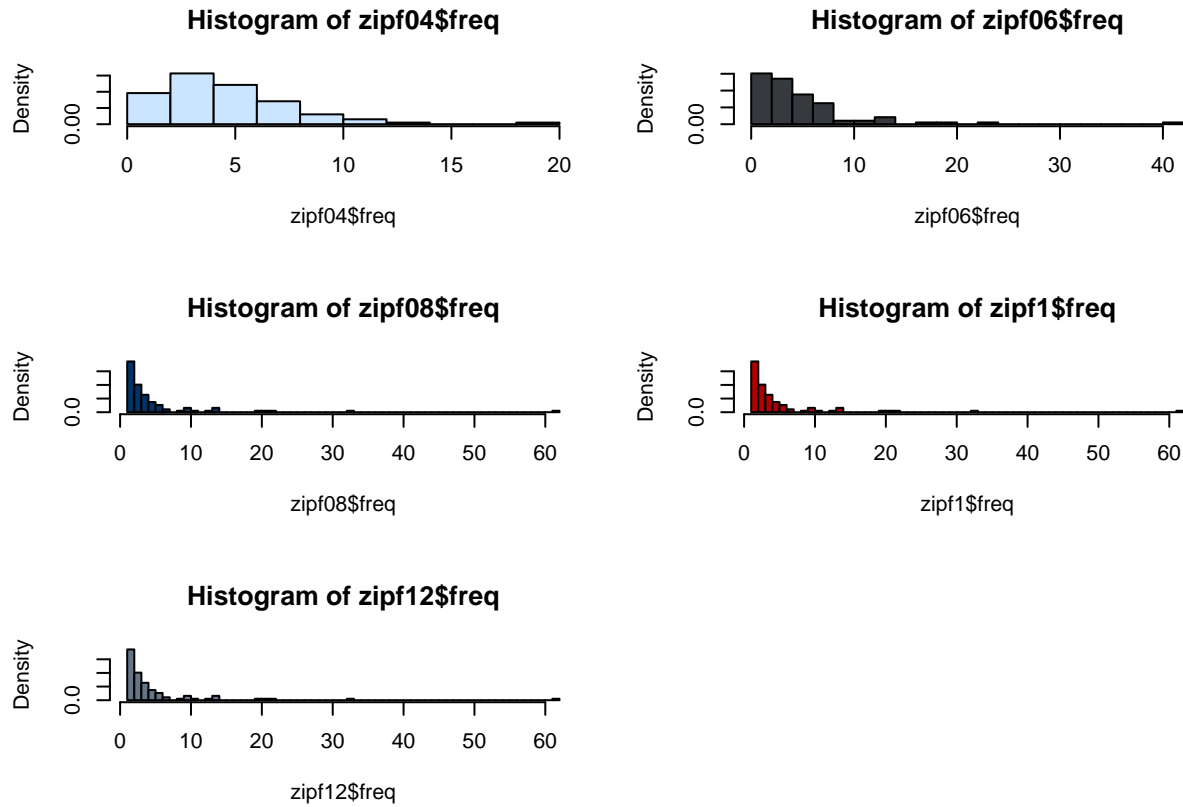 Histogram of zipf04$freq
Density
0.00
0 5 10 15 20
zipf04$freq
Histogram of zipf06$freq
Density
0.00
0 10 20 30 40
zipf06$freq
Histogram of zipf08$freq
Density
0.0
0 10 20 30 40 50 60
zipf08$freq
Histogram of zipf1$freq
Density
0.0
0 10 20 30 40 50 60
zipf1$freq
Histogram of zipf12$freq
Density
0.0
0 10 20 30 40 50 60
zipf12$freq